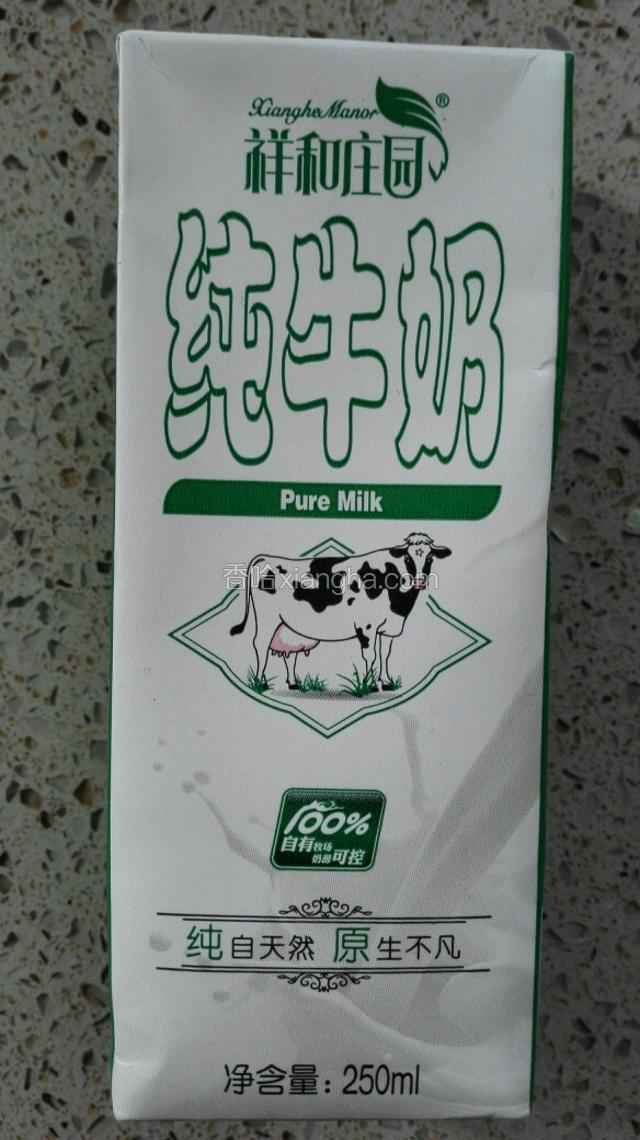 Xianghe Manor®
祥和庄园
纯牛奶
Pure Milk
香哈xiangha.com
100%
自有牧场
奶源可控
纯自天然 原生不凡
净含量：250ml